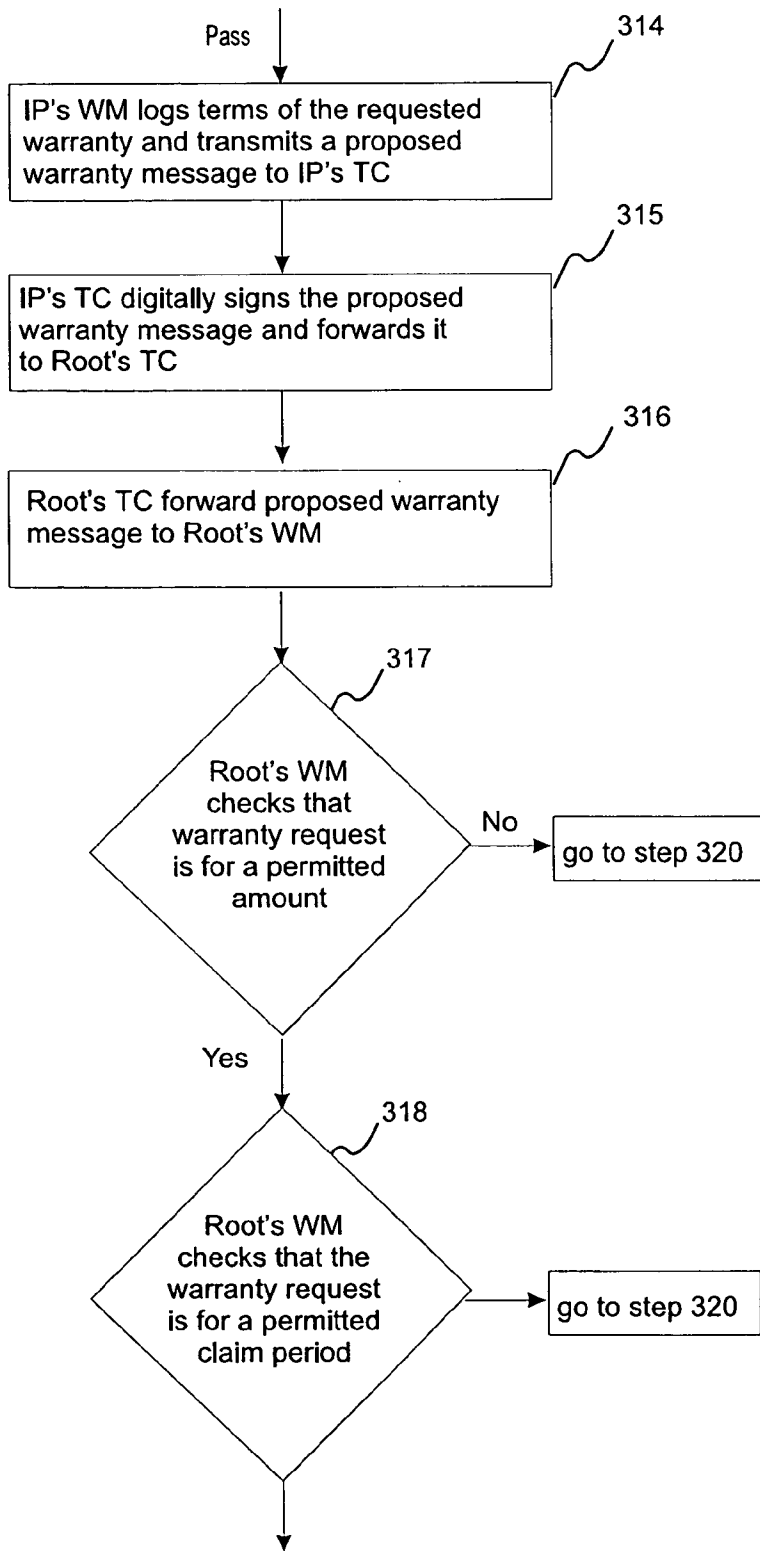 Pass
314
IP's WM logs terms of the requested
warranty and transmits a proposed
warranty message to IP's TC
315
IP's TC digitally signs the proposed
warranty message and forwards it
to Root's TC
316
Root's TC forward proposed warranty
message to Root's WM
317
Root's WM
checks that
warranty request
is for a permitted
amount
No
go to step 320
Yes
318
Root's WM
checks that the
warranty request
is for a permitted
claim period
go to step 320